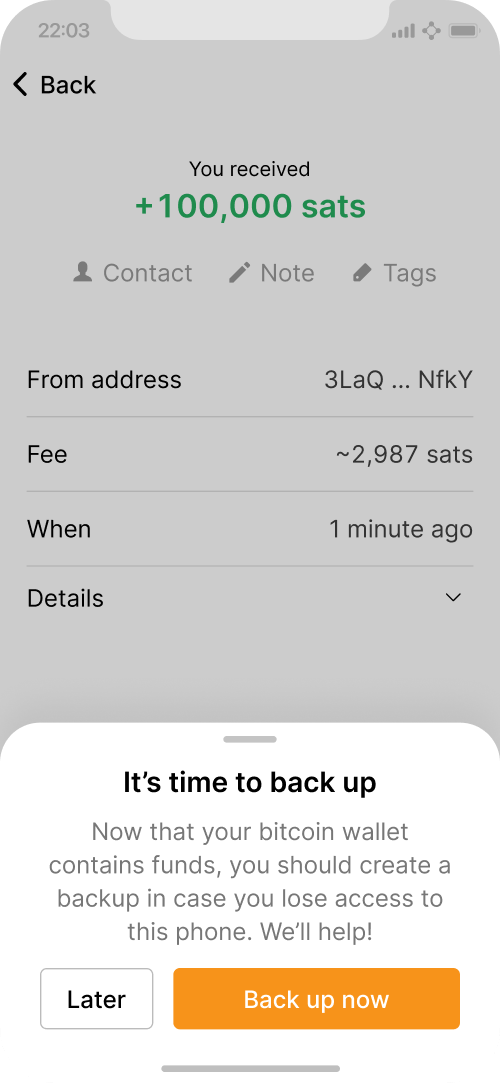 22:03
Back
You received
+100,000 sats
Contact Note Tags
From address 3LaQ ... NfkY
Fee ~2,987 sats
When 1 minute ago
Details
It’s time to back up
Now that your bitcoin wallet
contains funds, you should create a
backup in case you lose access to
this phone. We’ll help!
Later Back up now